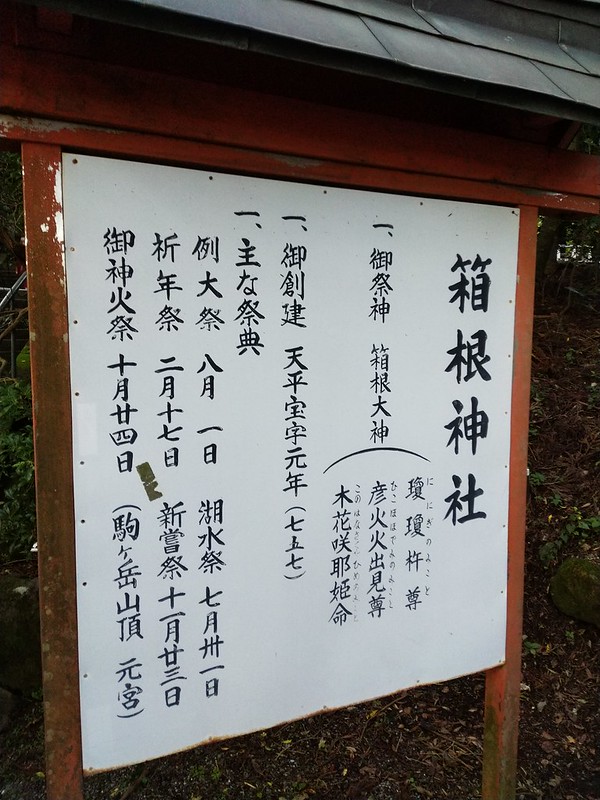 箱根神社
一、御祭神 箱根大神
瓊瓊杵尊
ににぎのみこと
彦火火出見尊
ひこほほでみのみこと
木花咲耶姫命
このはなさくやひめのみこと
一、御創建 天平宝字元年(七五七)
一、主な祭典
例大祭 八月一日 湖水祭 七月卅一日
祈年祭 二月十七日 新嘗祭 十一月廿三日
御神火祭 十月廿四日(駒ヶ岳山頂 元宮)